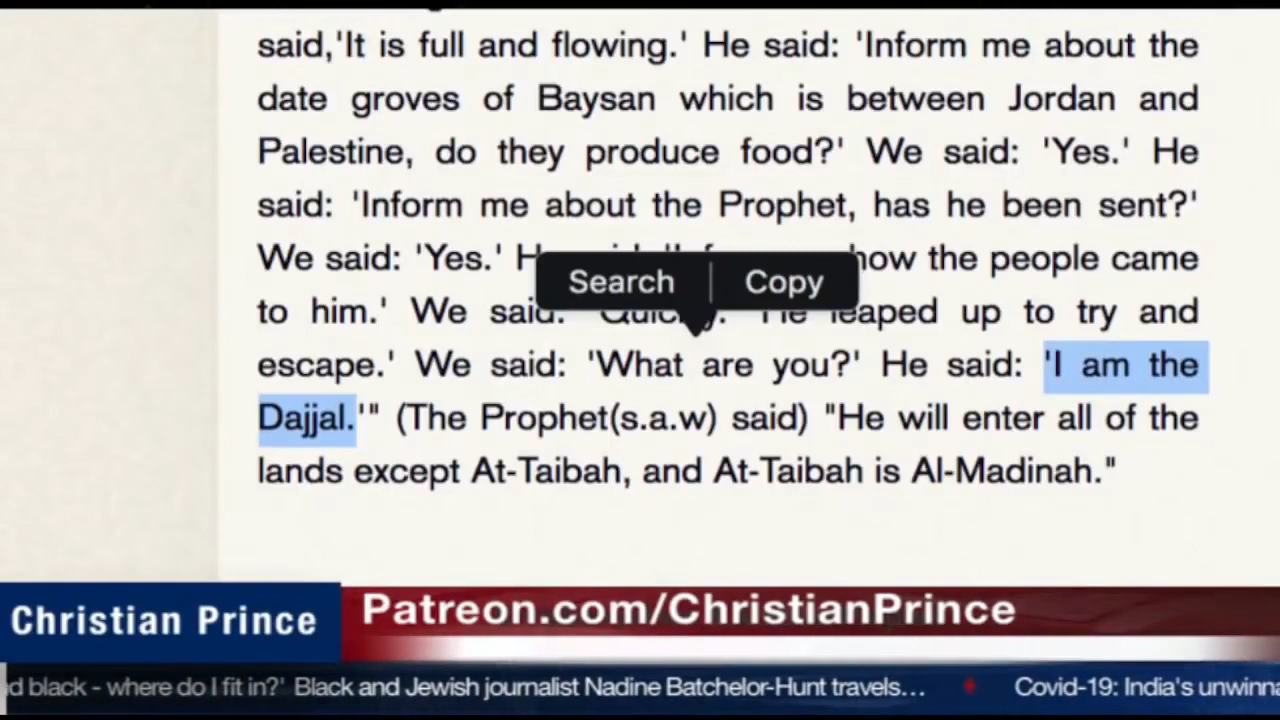 said,'It is full and flowing.' He said: 'Inform me about the
date groves of Baysan which is between Jordan and
Palestine, do they produce food?' We said: 'Yes.' He
said: 'Inform me about the Prophet, has he been sent?'
We said: 'Yes.' how the people came
Search Copy
to him.' We said: 'Quickly.' 'He leaped up to try and
escape.' We said: 'What are you?' He said: 'I am the
Dajjal.'" (The Prophet(s.a.w) said) "He will enter all of the
lands except At-Taibah, and At-Taibah is Al-Madinah."
Christian Prince
Patreon.com/ChristianPrince
d black - where do I fit in?' Black and Jewish journalist Nadine Batchelor-Hunt travels... Covid-19: India's